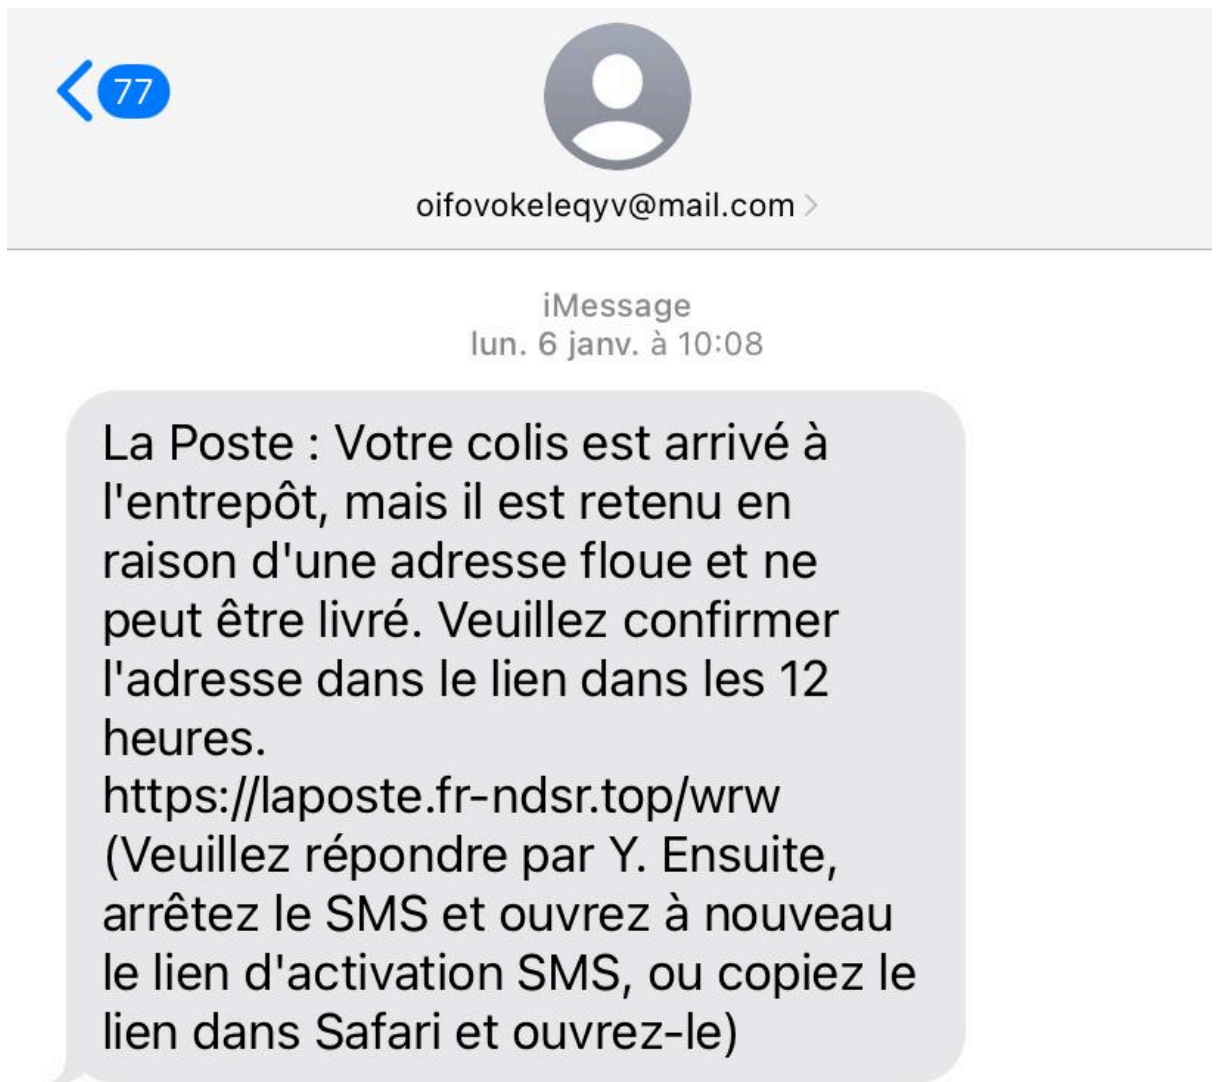 77
oifovokeleqyv@mail.com
iMessage
lun. 6 janv. à 10:08
La Poste : Votre colis est arrivé à
l'entrepôt, mais il est retenu en
raison d'une adresse floue et ne
peut être livré. Veuillez confirmer
l'adresse dans le lien dans les 12
heures.
https://laposte.fr-ndsr.top/wrw
(Veuillez répondre par Y. Ensuite,
arrêtez le SMS et ouvrez à nouveau
le lien d'activation SMS, ou copiez le
lien dans Safari et ouvrez-le)